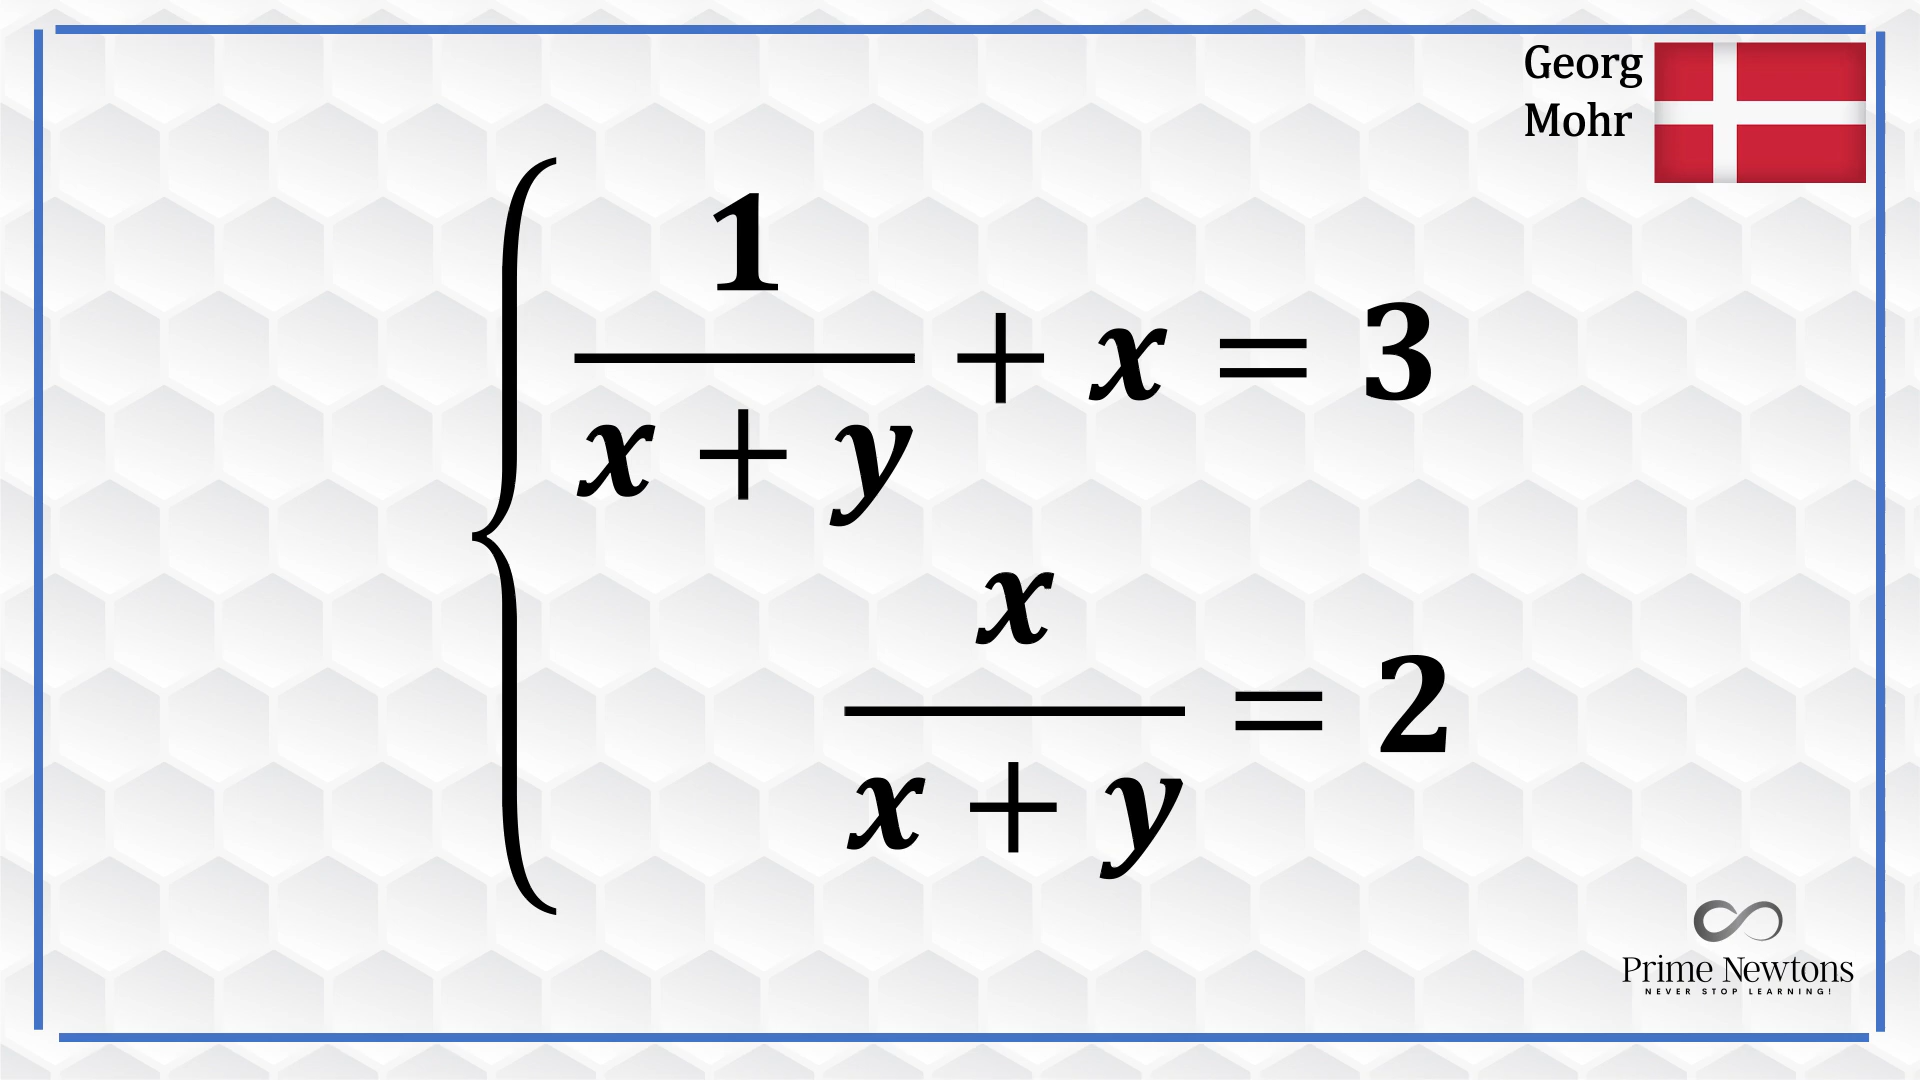 Georg
Mohr
1
x + y
+ x = 3
x
x + y
= 2
Prime Newtons
NEVER STOP LEARNING!